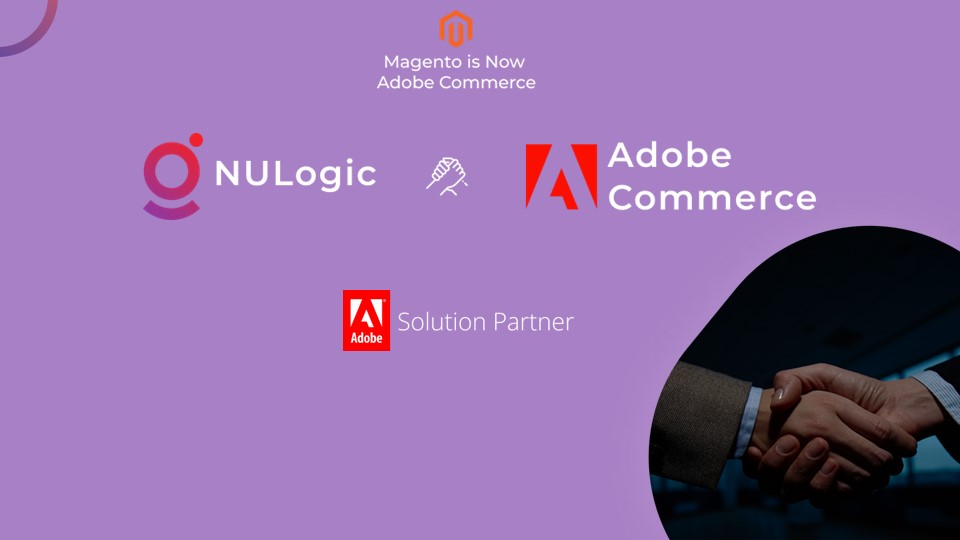 Magento is Now
Adobe Commerce
NULogic
Adobe
Commerce
Adobe
Solution Partner